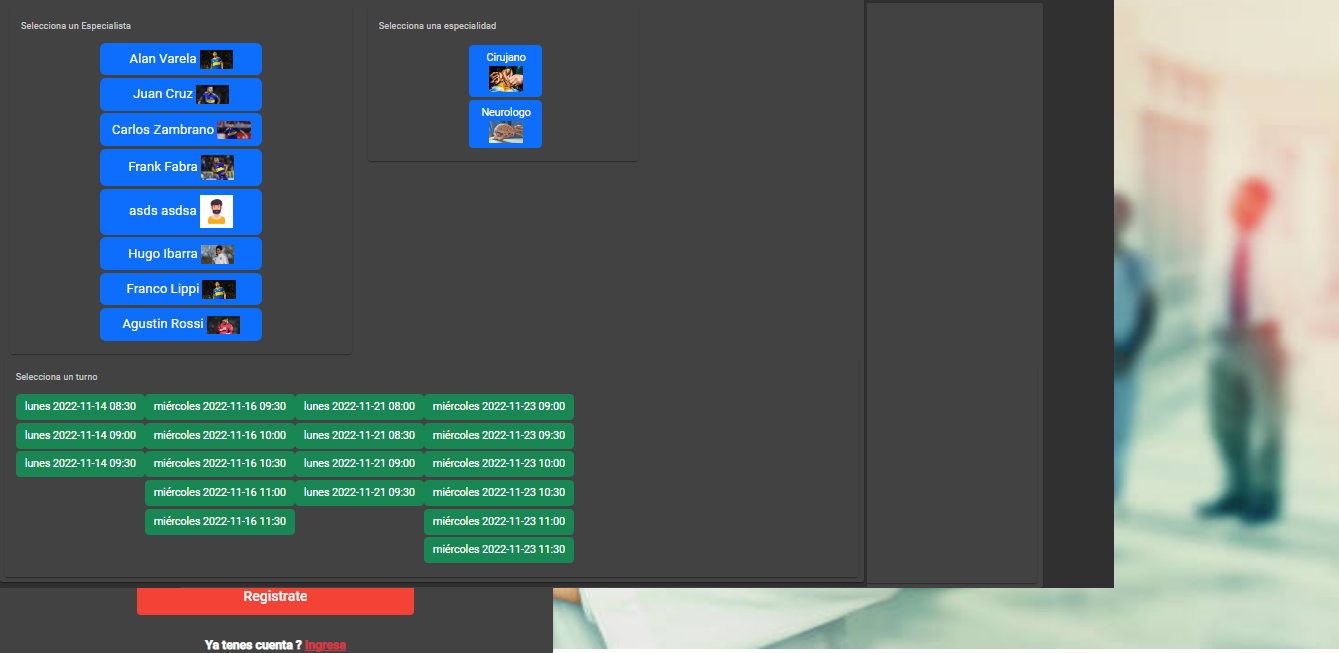 Selecciona un Especialista
Alan Varela
Juan Cruz
Carlos Zambrano
Frank Fabra
asds asdsa
Hugo Ibarra
Franco Lippi
Agustin Rossi
Selecciona una especialidad
Cirujano
Neurologo
Selecciona un turno
lunes 2022-11-14 08:30 miércoles 2022-11-16 09:30 lunes 2022-11-21 08:00 miércoles 2022-11-23 09:00
lunes 2022-11-14 09:00 miércoles 2022-11-16 10:00 lunes 2022-11-21 08:30 miércoles 2022-11-23 09:30
lunes 2022-11-14 09:30 miércoles 2022-11-16 10:30 lunes 2022-11-21 09:00 miércoles 2022-11-23 10:00
miércoles 2022-11-16 11:00 lunes 2022-11-21 09:30 miércoles 2022-11-23 10:30
miércoles 2022-11-16 11:30 miércoles 2022-11-23 11:00
miércoles 2022-11-23 11:30
Registrate
Ya tenes cuenta ? Ingresa